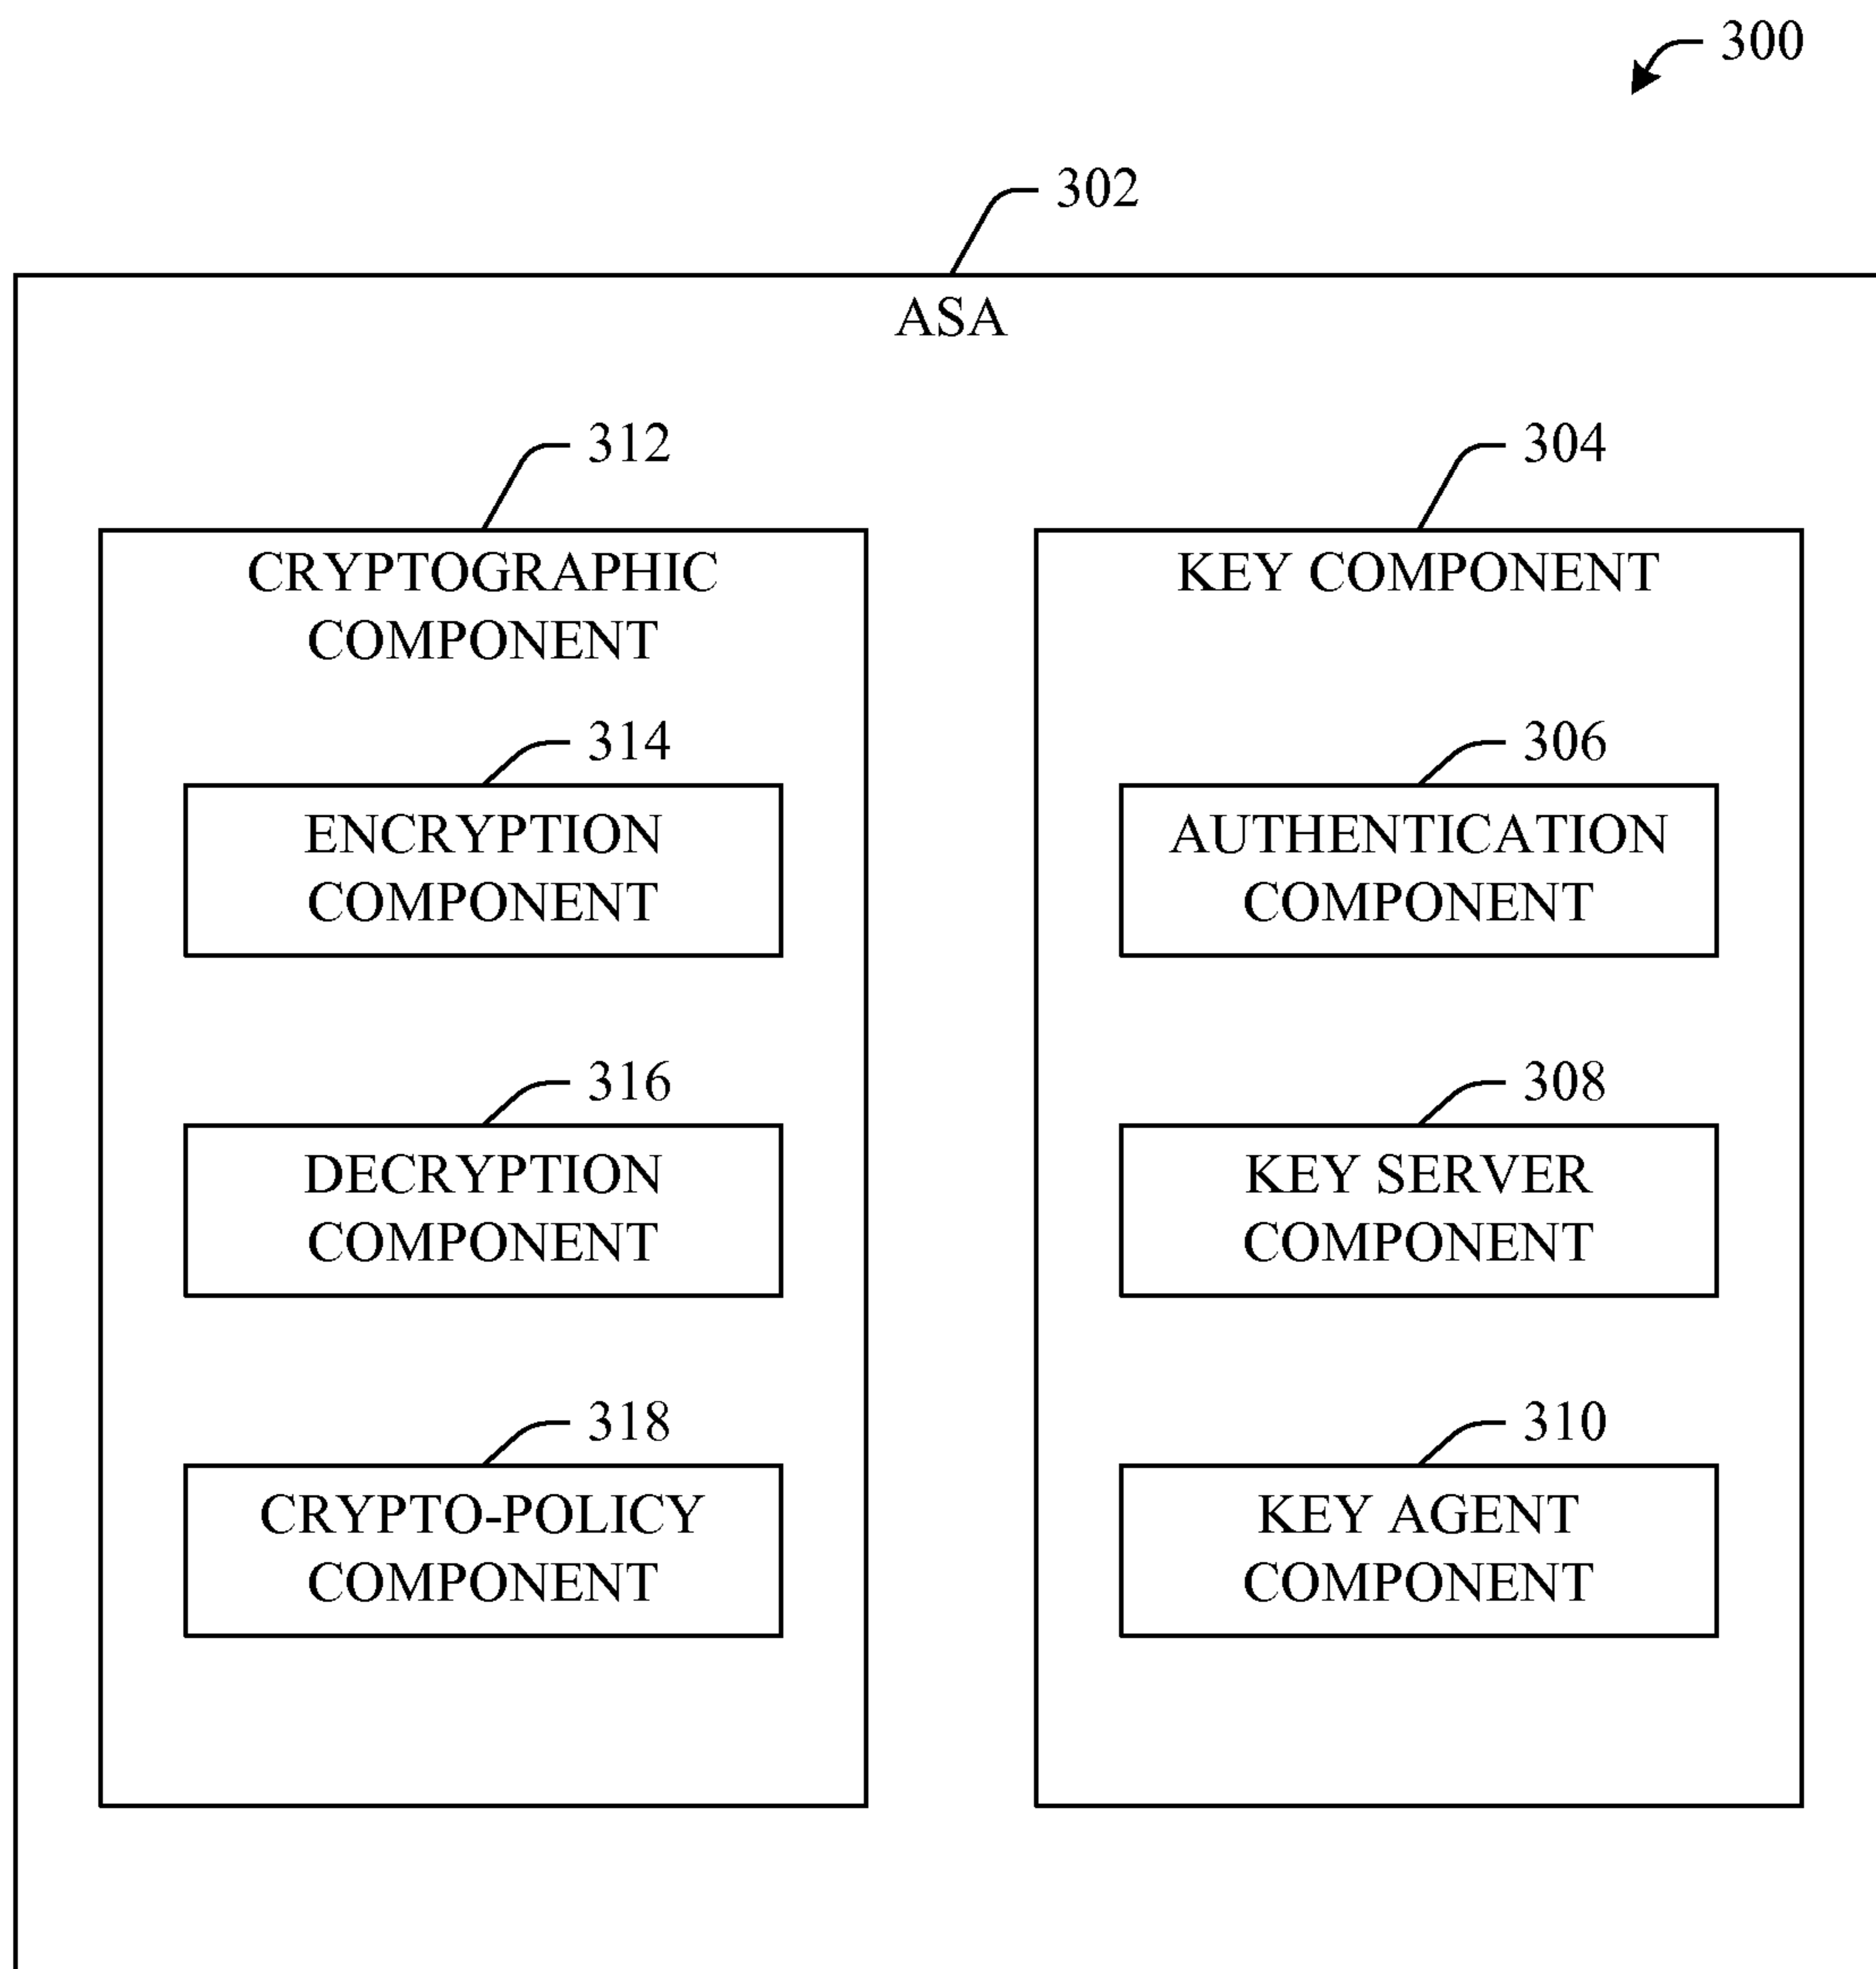 300
302
ASA
312
304
CRYPTOGRAPHIC
COMPONENT
KEY COMPONENT
314
306
ENCRYPTION
COMPONENT
AUTHENTICATION
COMPONENT
316
308
DECRYPTION
COMPONENT
KEY SERVER
COMPONENT
318
310
CRYPTO-POLICY
COMPONENT
KEY AGENT
COMPONENT